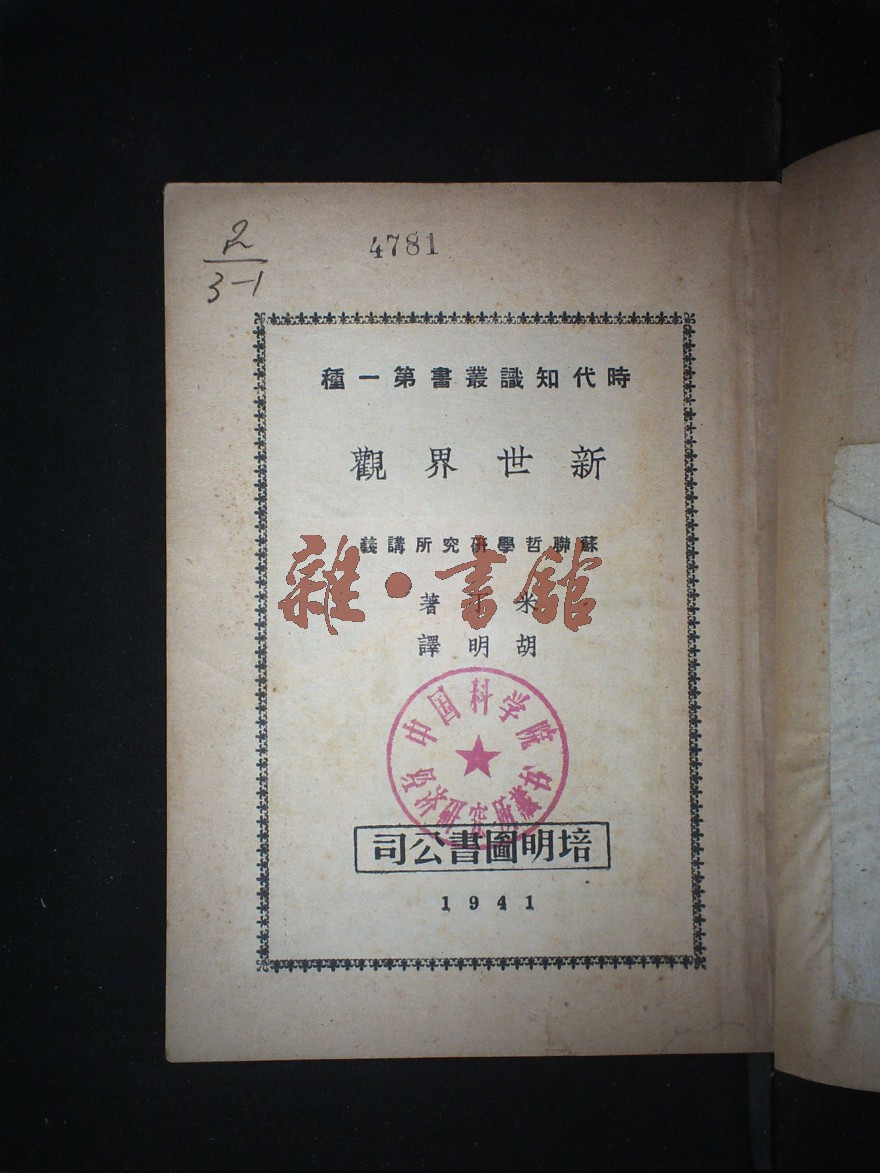 2
3-1
4781
時代知識叢書第一種
新世界觀
蘇聯哲學研究所講義
米丁著
胡明譯
雜·書館
中国科学院
培明圖書公司
1941